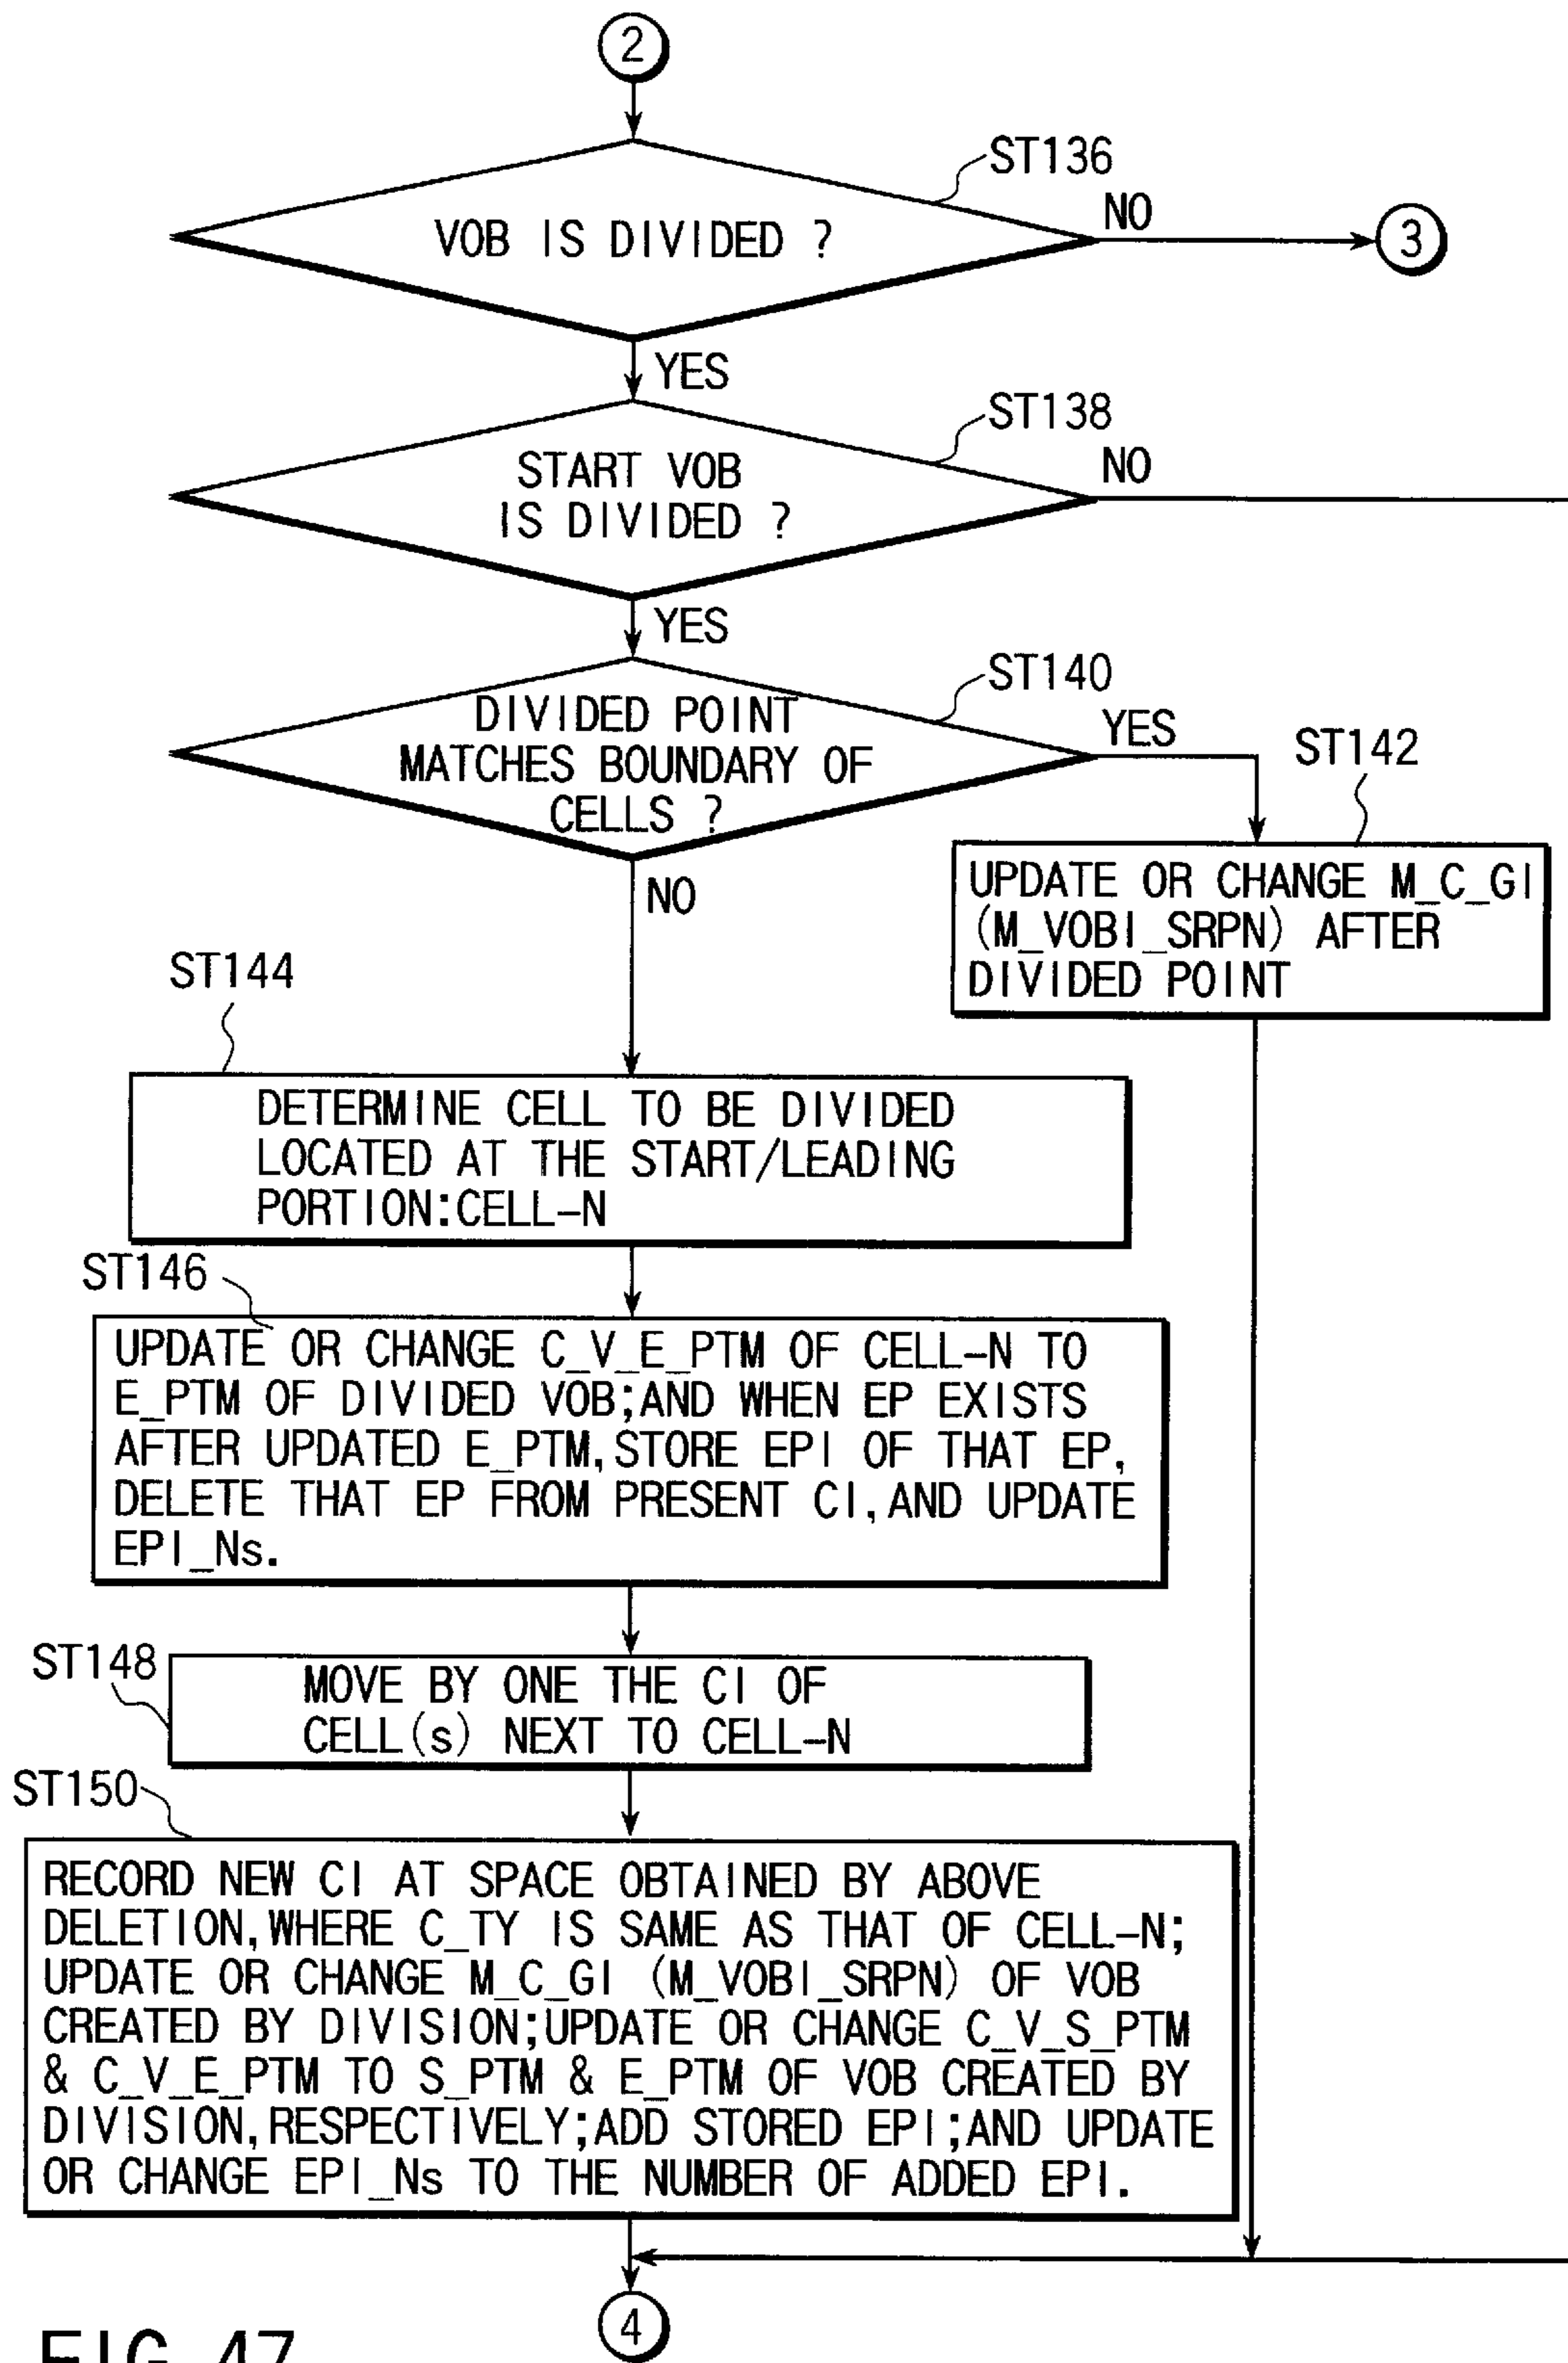 2
ST136
VOB IS DIVIDED ?
NO
3
YES
ST138
START VOB
IS DIVIDED ?
NO
YES
ST140
DIVIDED POINT
MATCHES BOUNDARY OF
CELLS ?
YES
ST142
NO
UPDATE OR CHANGE M_C_GI
(M_VOBI_SRPN) AFTER
DIVIDED POINT
ST144
DETERMINE CELL TO BE DIVIDED
LOCATED AT THE START/LEADING
PORTION:CELL-N
ST146
UPDATE OR CHANGE C_V_E_PTM OF CELL-N TO
E_PTM OF DIVIDED VOB;AND WHEN EP EXISTS
AFTER UPDATED E_PTM,STORE EPI OF THAT EP,
DELETE THAT EP FROM PRESENT CI,AND UPDATE
EPI_Ns.
ST148
MOVE BY ONE THE CI OF
CELL(s) NEXT TO CELL-N
ST150
RECORD NEW CI AT SPACE OBTAINED BY ABOVE
DELETION,WHERE C_TY IS SAME AS THAT OF CELL-N;
UPDATE OR CHANGE M_C_GI (M_VOBI_SRPN) OF VOB
CREATED BY DIVISION;UPDATE OR CHANGE C_V_S_PTM
& C_V_E_PTM TO S_PTM & E_PTM OF VOB CREATED BY
DIVISION,RESPECTIVELY;ADD STORED EPI;AND UPDATE
OR CHANGE EPI_Ns TO THE NUMBER OF ADDED EPI.
4
FIG.47